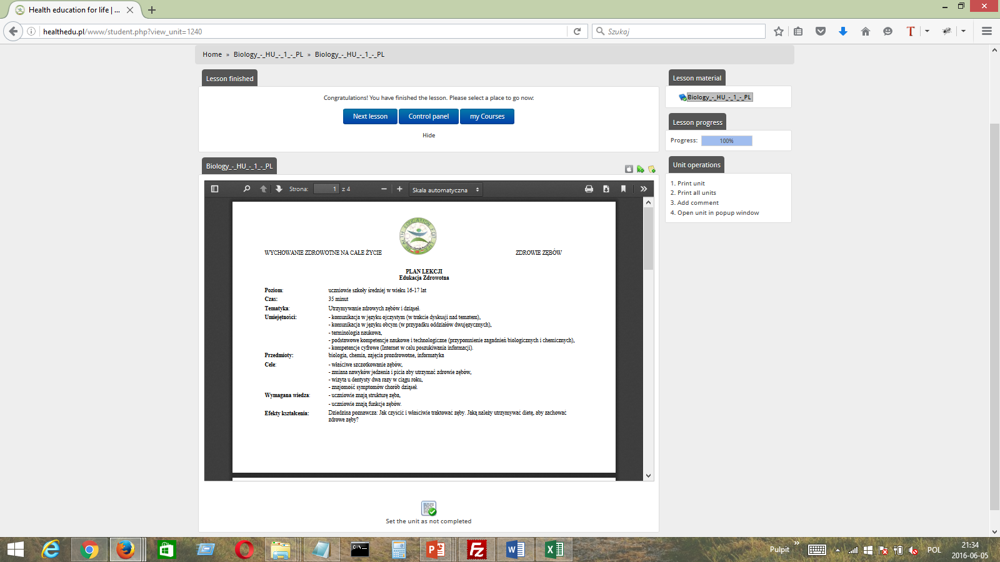 Health education for life | ...
healthedu.pl/www/student.php?view_unit=1240
Szukaj
Home » Biology_-_HU_-_1_-_PL » Biology_-_HU_-_1_-_PL
Lesson finished
Congratulations! You have finished the lesson. Please select a place to go now:
Next lesson
Control panel
my Courses
Hide
Lesson material
Biology_-_HU_-_1_-_PL
Lesson progress
Progress: 100%
Unit operations
1. Print unit
2. Print all units
3. Add comment
4. Open unit in popup window
Biology_-_HU_-_1_-_PL
Strona: 1 z 4
Skala automatyczna
WYCHOWANIE ZDROWOTNE NA CAŁE ŻYCIE
ZDROWIE ZĘBÓW
PLAN LEKCJI
Edukacja Zdrowotna
Poziom: uczniowie szkoły średniej w wieku 16-17 lat
Czas: 35 minut
Tematyka: Utrzymywanie zdrowych zębów i dziąseł.
Umiejętności: - komunikacja w języku ojczystym (w trakcie dyskusji nad tematem),
- komunikacja w języku obcym (w przypadku oddziałów dwujęzycznych),
- terminologia naukowa,
- podstawowe kompetencje naukowe i technologiczne (przypomnienie zagadnień biologicznych i chemicznych),
- kompetencje cyfrowe (Internet w celu poszukiwania informacji).
Przedmioty: biologia, chemia, zajęcia prozdrowotne, informatyka
Cele: - właściwe szczotkowanie zębów,
- zmiana nawyków jedzenia i picia aby utrzymać zdrowie zębów,
- wizyta u dentysty dwa razy w ciągu roku,
- znajomość symptomów chorób dziąseł.
Wymagana wiedza: - uczniowie znają strukturę zęba,
- uczniowie znają funkcje zębów.
Efekty kształcenia: Dziedzina poznawcza: Jak czyścić i właściwie traktować zęby. Jaką należy utrzymywać dietę, aby zachować
zdrowe zęby?
Set the unit as not completed
Pulpit
POL
21:34
2016-06-05